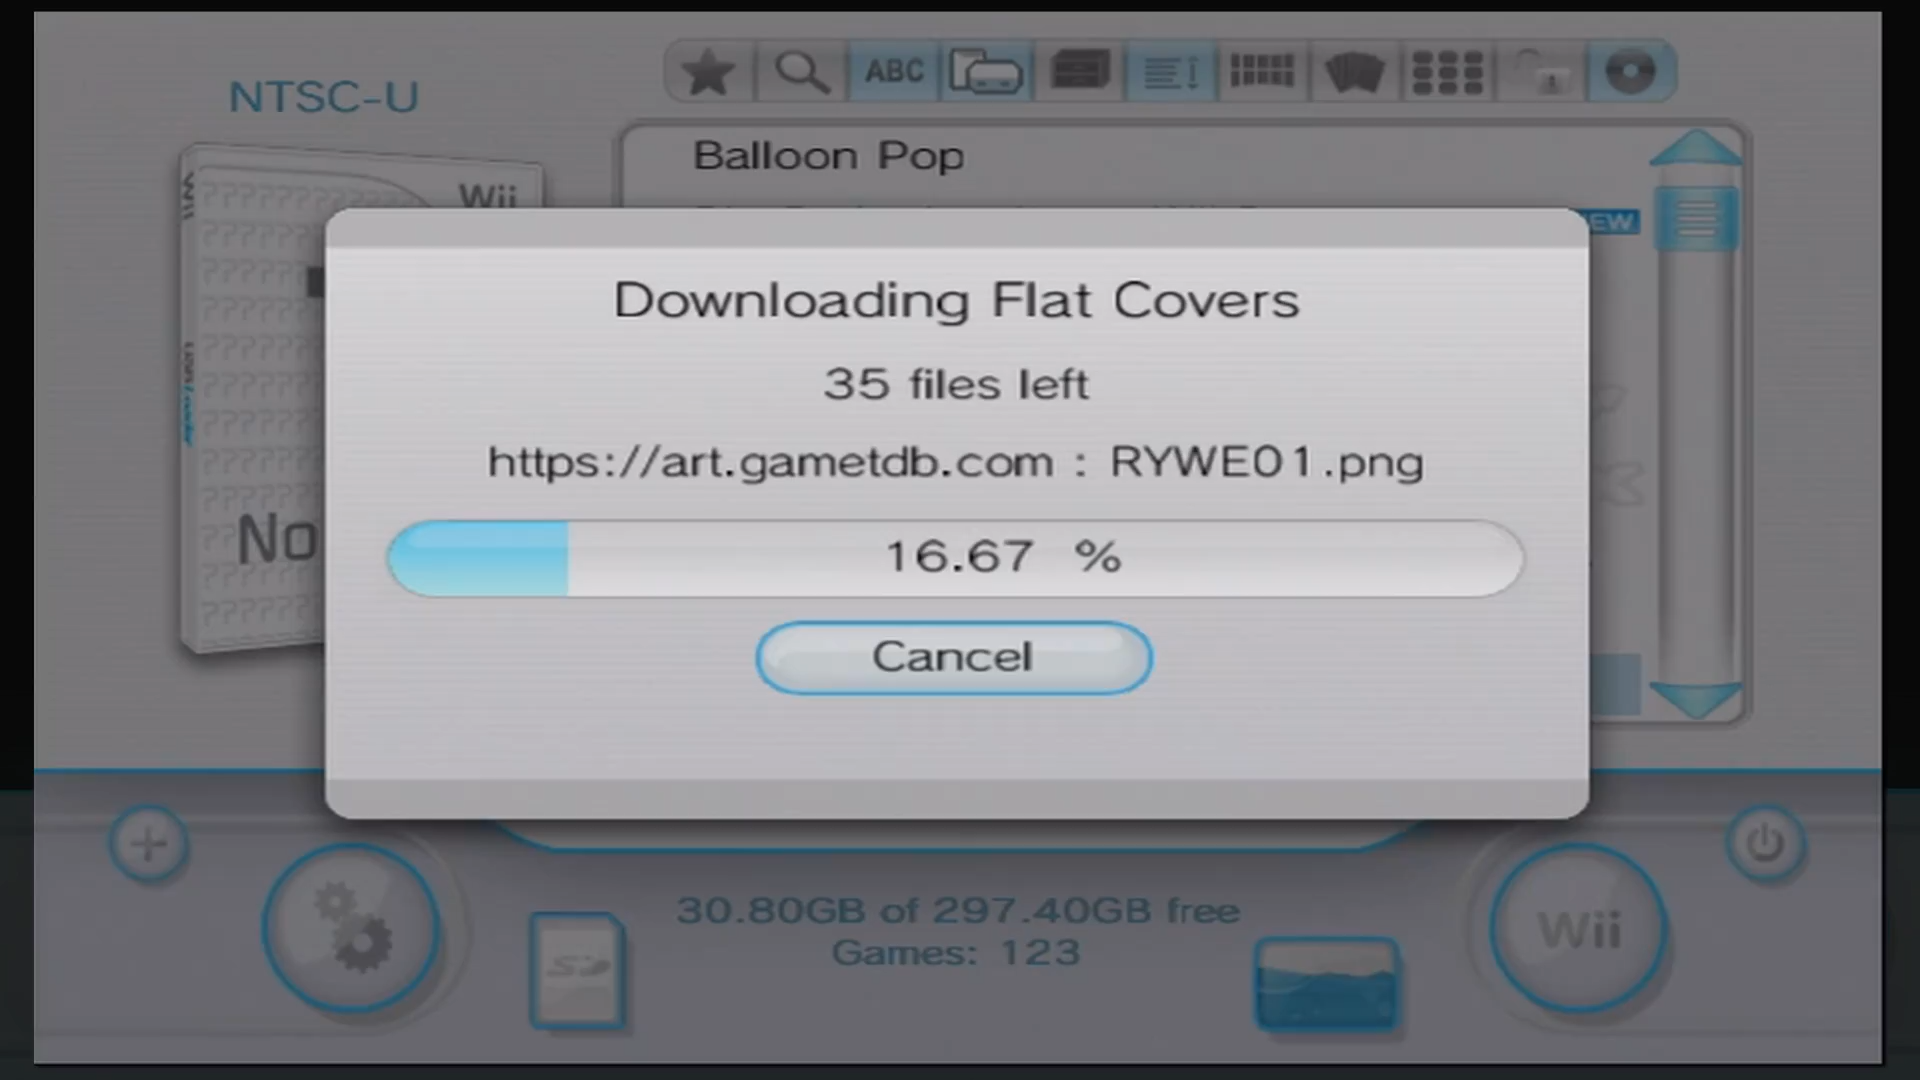 NTSC-U
ABC
Balloon Pop
Wii
Downloading Flat Covers
35 files left
https://art.gametdb.com : RYWE01.png
16.67 %
Cancel
No
30.80GB of 297.40GB free
Games: 123
Wii